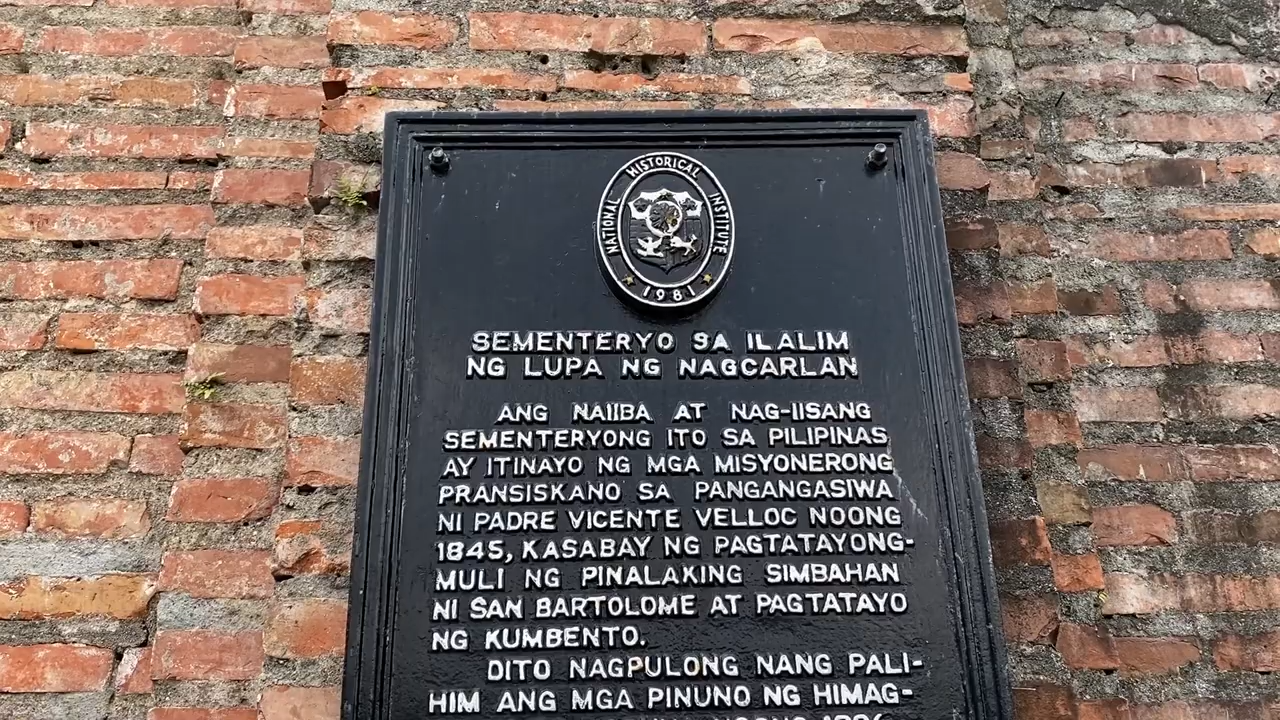 NATIONAL HISTORICAL INSTITUTE
1981
SEMENTERYO SA ILALIM
NG LUPA NG NAGCARLAN
ANG NAIIBA AT NAG-IISANG
SEMENTERYONG ITO SA PILIPINAS
AY ITINAYO NG MGA MISYONERONG
PRANSISKANO SA PANGANGASIWA
NI PADRE VICENTE VELLOC NOONG
1845, KASABAY NG PAGTATAYONG-
MULI NG PINALAKING SIMBAHAN
NI SAN BARTOLOME AT PAGTATAYO
NG KUMBENTO.
DITO NAGPULONG NANG PALI-
HIM ANG MGA PINUNO NG HIMAG-